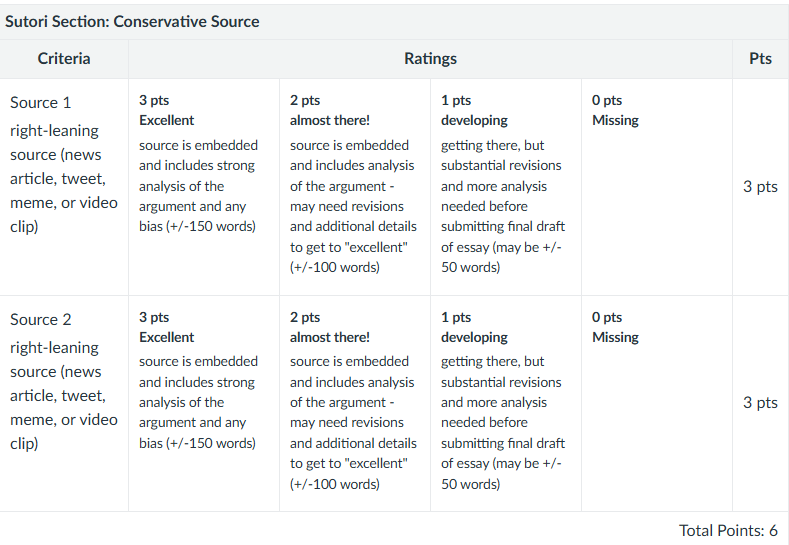 Sutori Section: Conservative Source
Criteria
Ratings
Pts
Source 1
right-leaning
source (news
article, tweet,
meme, or video
clip)
3 pts
Excellent
source is embedded
and includes strong
analysis of the
argument and any
bias (+/-150 words)
2 pts
almost there!
source is embedded
and includes analysis
of the argument -
may need revisions
and additional details
to get to "excellent"
(+/-100 words)
1 pts
developing
getting there, but
substantial revisions
and more analysis
needed before
submitting final draft
of essay (may be +/-
50 words)
0 pts
Missing
3 pts
Source 2
right-leaning
source (news
article, tweet,
meme, or video
clip)
3 pts
Excellent
source is embedded
and includes strong
analysis of the
argument and any
bias (+/-150 words)
2 pts
almost there!
source is embedded
and includes analysis
of the argument -
may need revisions
and additional details
to get to "excellent"
(+/-100 words)
1 pts
developing
getting there, but
substantial revisions
and more analysis
needed before
submitting final draft
of essay (may be +/-
50 words)
0 pts
Missing
3 pts
Total Points: 6